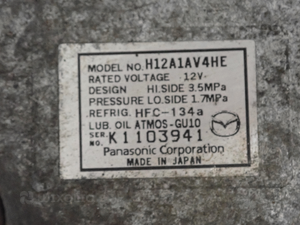 MODEL NO. H12A1AV4HE
RATED VOLTAGE 12V
DESIGN HI.SIDE 3.5MPa
PRESSURE LO.SIDE 1.7MPa
REFRIG. HFC-134a
LUB. OIL ATMOS-GU10
SER. NO. K1103941
Panasonic Corporation
MADE IN JAPAN